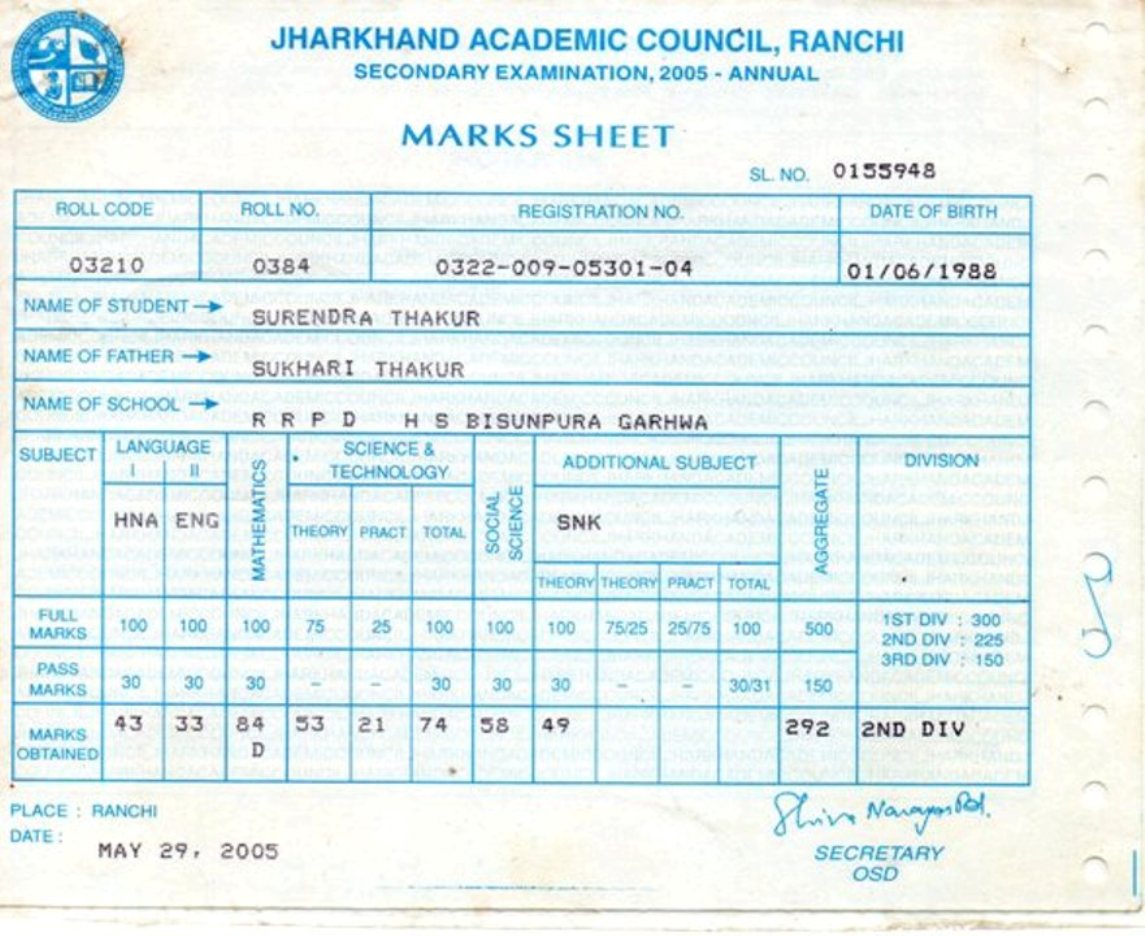 JHARKHAND ACADEMIC COUNCIL, RANCHI
SECONDARY EXAMINATION, 2005 - ANNUAL
MARKS SHEET
SL. NO. 0155948
ROLL CODE ROLL NO. REGISTRATION NO. DATE OF BIRTH
03210 0384 0322-009-05301-04 01/06/1988
NAME OF STUDENT → SURENDRA THAKUR
NAME OF FATHER → SUKHARI THAKUR
NAME OF SCHOOL → R R P D H S BISUNPURA GARHWA
SUBJECT LANGUAGE I II MATHEMATICS SCIENCE & TECHNOLOGY SOCIAL SCIENCE ADDITIONAL SUBJECT AGGREGATE DIVISION
HNA ENG THEORY PRACT TOTAL SNK
THEORY THEORY PRACT TOTAL
FULL MARKS 100 100 100 75 25 100 100 100 75/25 25/75 100 500 1ST DIV : 300
2ND DIV : 225
3RD DIV : 150
PASS MARKS 30 30 30 - - 30 30 30 - - 30/31 150
MARKS OBTAINED 43 33 84 53 21 74 58 49 292 2ND DIV
D
PLACE : RANCHI
DATE : MAY 29, 2005
SECRETARY
OSD